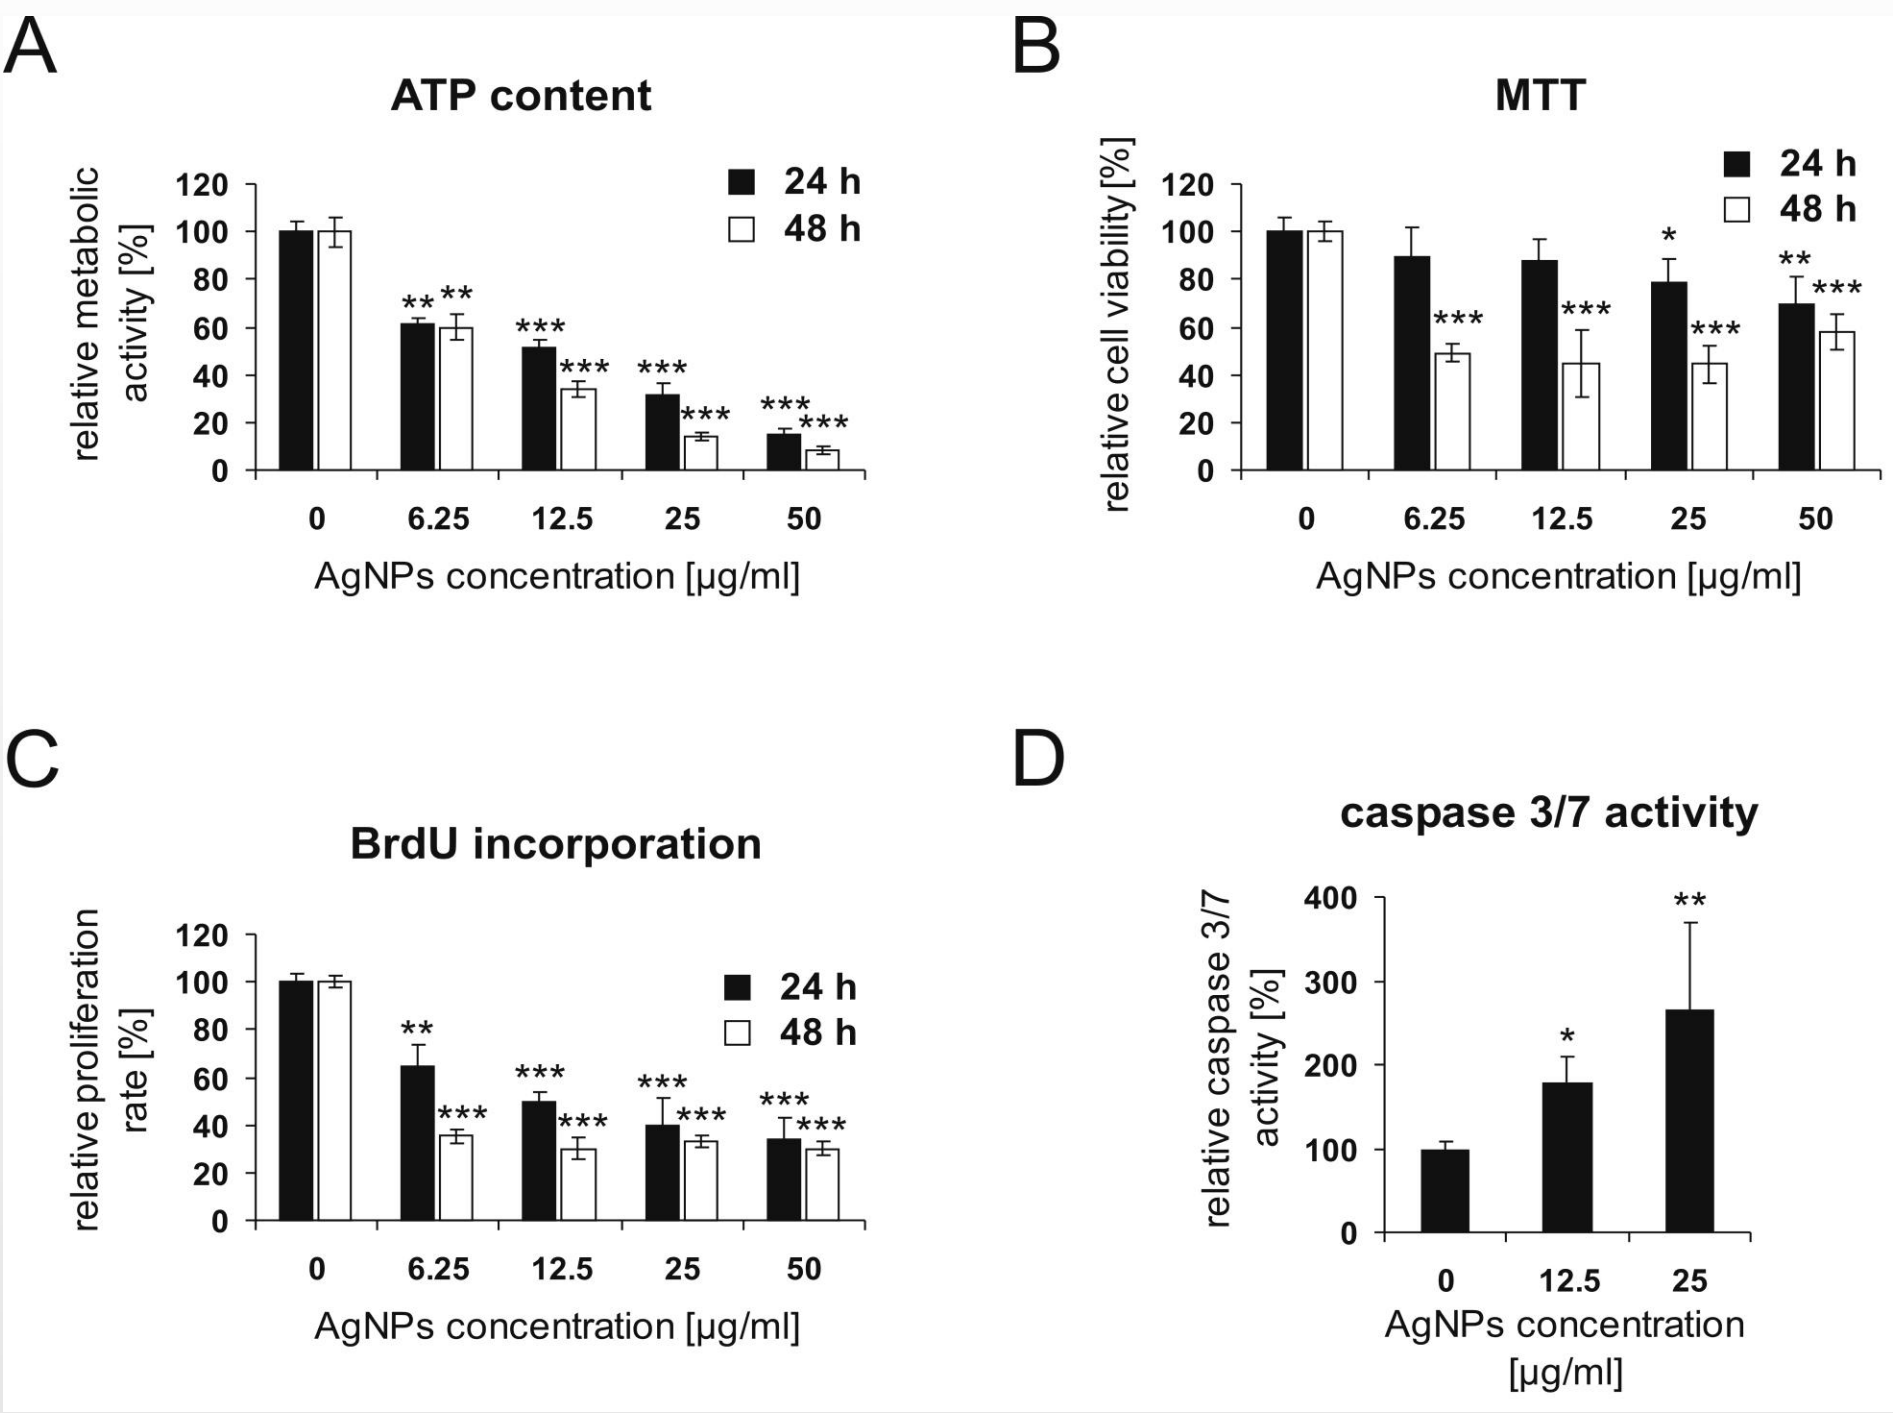 A
ATP content
relative metabolic
activity [%]
120
100
80
60
40
20
0
24 h
48 h
** **
***
***
***
***
***
***
0 6.25 12.5 25 50
AgNPs concentration [µg/ml]
B
MTT
relative cell viability [%]
120
100
80
60
40
20
0
24 h
48 h
***
***
*
***
**
***
0 6.25 12.5 25 50
AgNPs concentration [µg/ml]
C
BrdU incorporation
relative proliferation
rate [%]
120
100
80
60
40
20
0
24 h
48 h
**
***
***
***
***
***
***
***
0 6.25 12.5 25 50
AgNPs concentration [µg/ml]
D
caspase 3/7 activity
relative caspase 3/7
activity [%]
400
300
200
100
0
*
**
0 12.5 25
AgNPs concentration
[µg/ml]